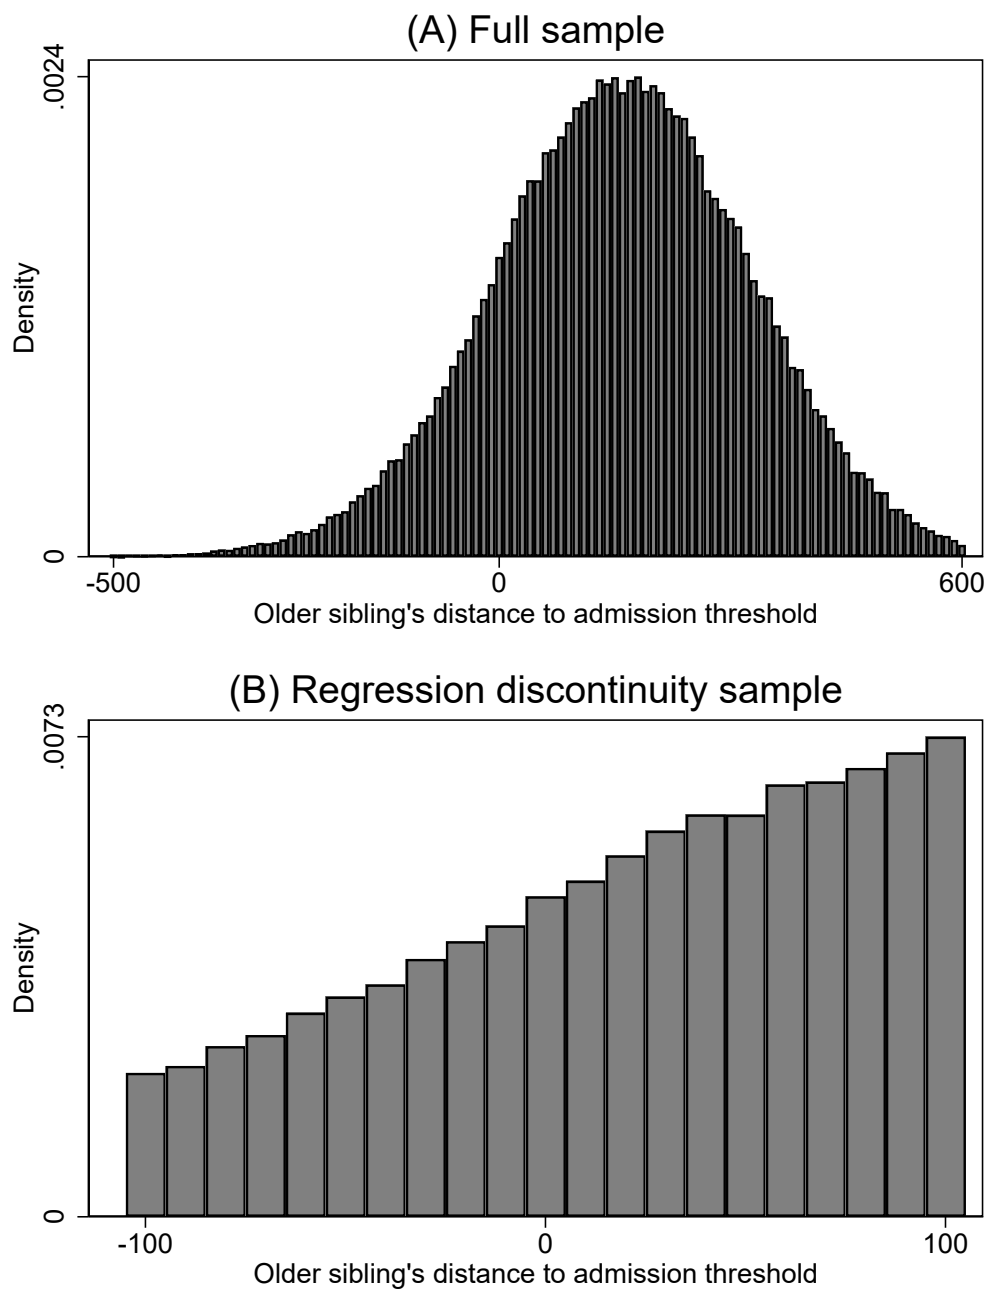 (A) Full sample
.0024
Density
0
-500 0 600
Older sibling's distance to admission threshold
(B) Regression discontinuity sample
.0073
Density
0
-100 0 100
Older sibling's distance to admission threshold